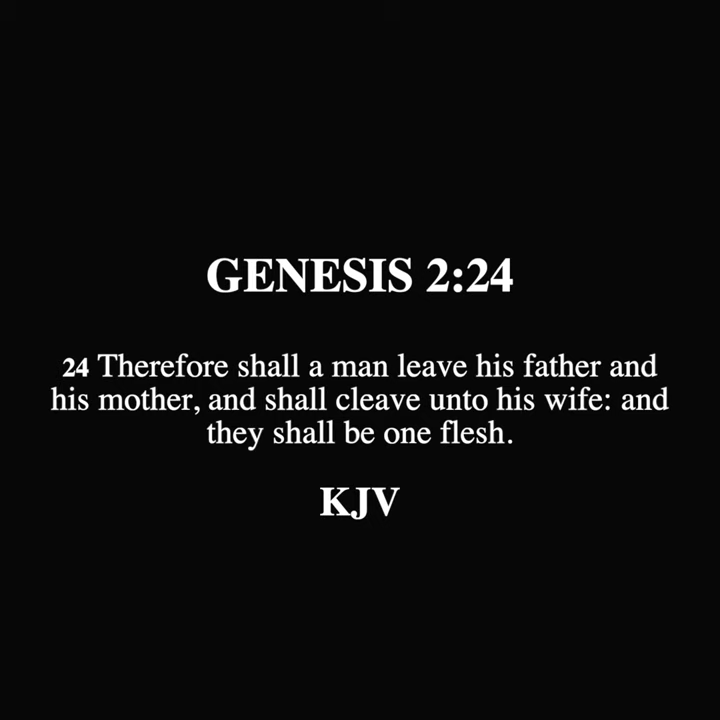 GENESIS 2:24
24 Therefore shall a man leave his father and
his mother, and shall cleave unto his wife: and
they shall be one flesh.
KJV